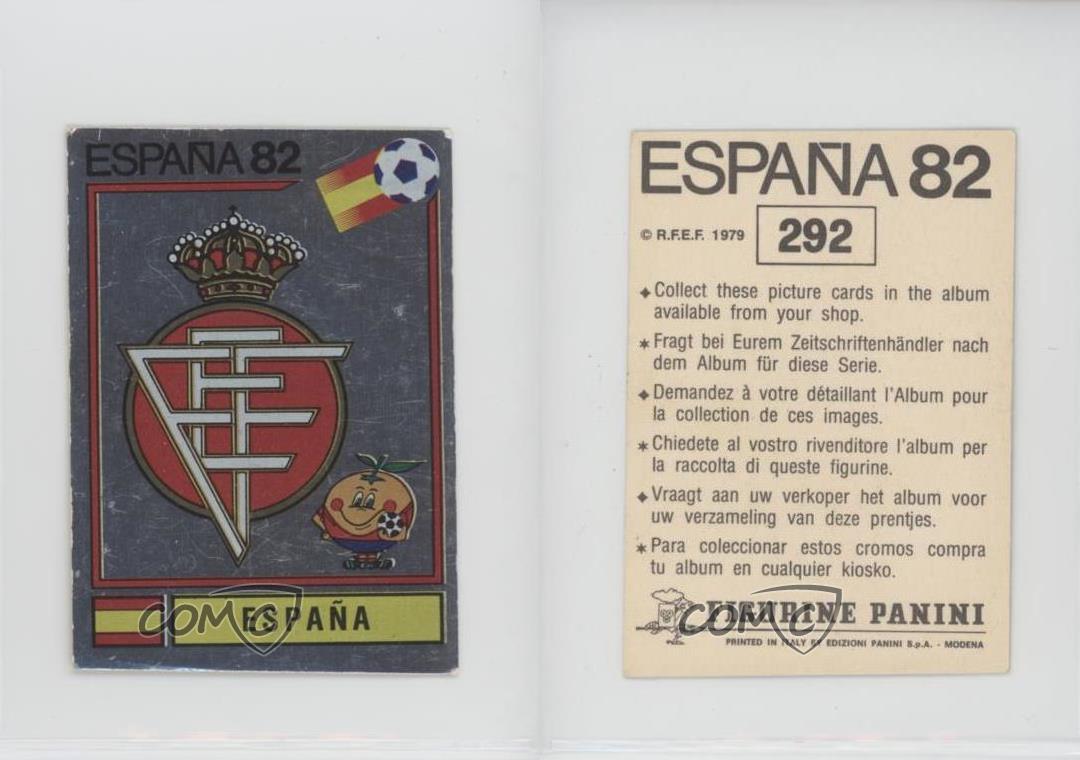 ESPAÑA 82
ESPAÑA
COMC
ESPAÑA 82
© R.F.E.F. 1979
292
Collect these picture cards in the album
available from your shop.
Fragt bei Eurem Zeitschriftenhändler nach
dem Album für diese Serie.
Demandez à votre détaillant l'Album pour
la collection de ces images.
Chiedete al vostro rivenditore l'album per
la raccolta di queste figurine.
Vraagt aan uw verkoper het album voor
uw verzameling van deze prentjes.
Para coleccionar estos cromos compra
tu album en cualquier kiosko.
FIGURINE PANINI
COMC
PRINTED IN ITALY BY EDIZIONI PANINI S.p.A. - MODENA